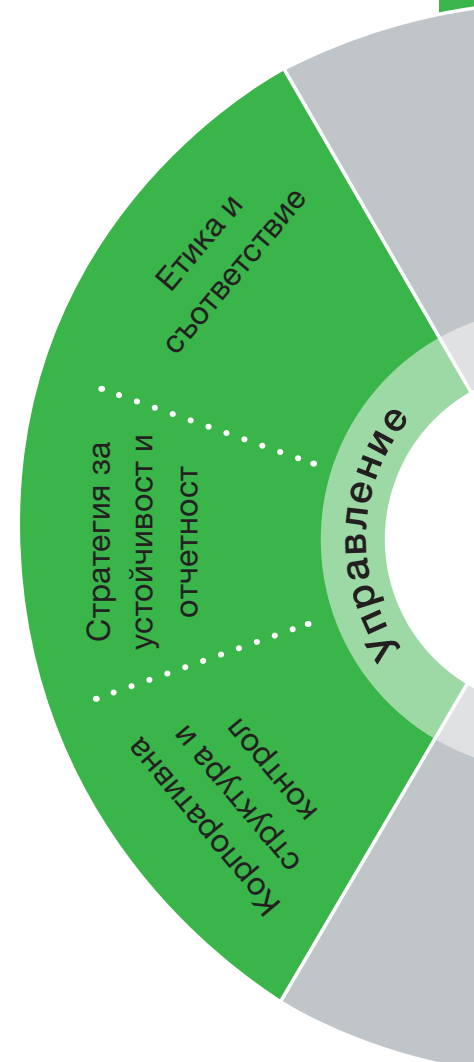 Етика и
съответствие
Стратегия за
устойчивост и
отчетност
Корпоративна
структура и
контрол
Управление